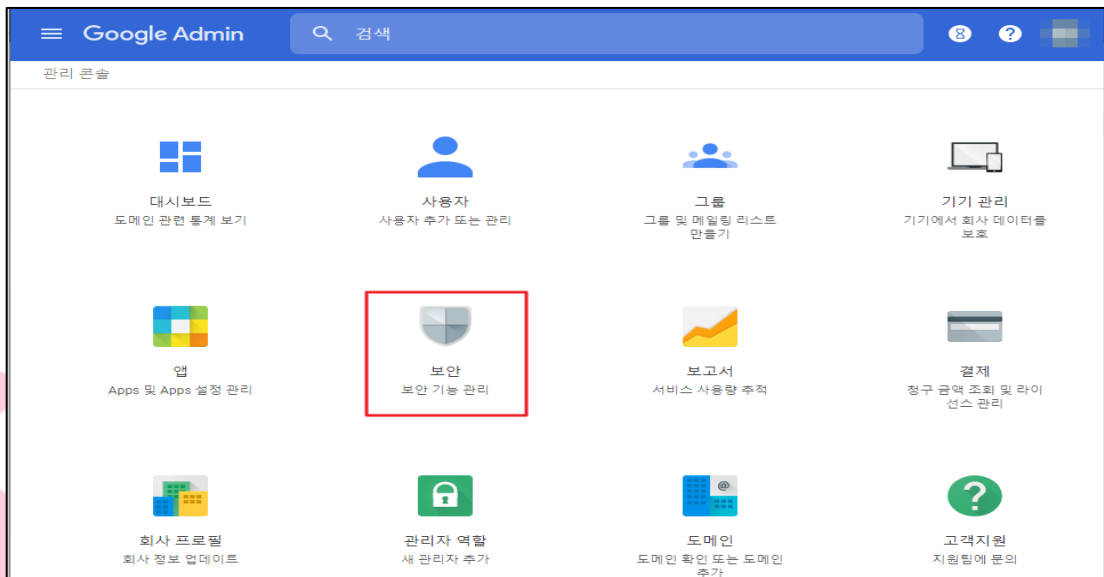 Google Admin 검색
관리 콘솔
대시보드 사용자 그룹 기기 관리
도메인 관련 통계 보기 사용자 추가 또는 관리 그룹 및 메일링 리스트 기기에서 회사 데이터를
만들기 보호
앱 보안 보고서 결제
Apps 및 Apps 설정 관리 보안 기능 관리 서비스 사용량 추적 청구 금액 조회 및 라이
선스 관리
회사 프로필 관리자 역할 도메인 고객지원
회사 정보 업데이트 새 관리자 추가 도메인 확인 또는 도메인 지원팀에 문의
추가